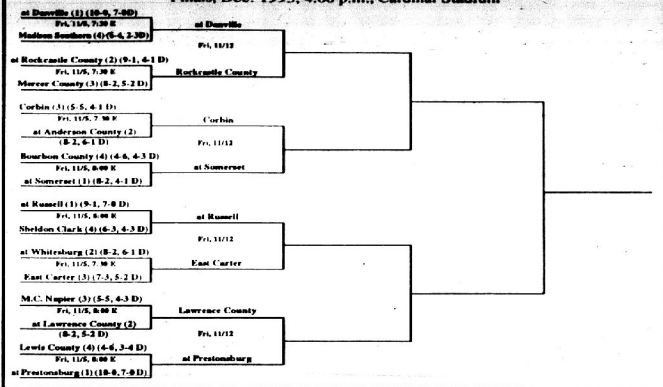 Finals, Dec. 1993, 4:00 p.m., Cardinal Stadium
at Danville (1) (10-0, 7-0D)
Fri, 11/5, 7:30 E
Madison Southern (4) (6-4, 2-3D)
at Danville
Fri, 11/12
at Rockcastle County (2) (9-1, 4-1 D)
Fri, 11/5, 7:30 E
Mercer County (3) (8-2, 5-2 D)
Rockcastle County
Corbin (3) (5-5, 4-1 D)
Fri, 11/5, 7:30 E
at Anderson County (2)
(8-2, 6-1 D)
Corbin
Fri, 11/12
Bourbon County (4) (4-6, 4-3 D)
Fri, 11/5, 8:00 E
at Somerset (1) (8-2, 4-1 D)
at Somerset
at Russell (1) (9-1, 7-0 D)
Fri, 11/5, 8:00 E
Sheldon Clark (4) (6-3, 4-3 D)
at Russell
Fri, 11/12
at Whitesburg (2) (8-2, 6-1 D)
Fri, 11/5, 7:30 E
East Carter (3) (7-3, 5-2 D)
East Carter
M.C. Napier (3) (5-5, 4-3 D)
Fri, 11/5, 8:00 E
at Lawrence County (2)
(8-2, 5-2 D)
Lawrence County
Fri, 11/12
Lewis County (4) (4-6, 3-4 D)
Fri, 11/5, 8:00 E
at Prestonsburg (1) (10-0, 7-0 D)
at Prestonsburg